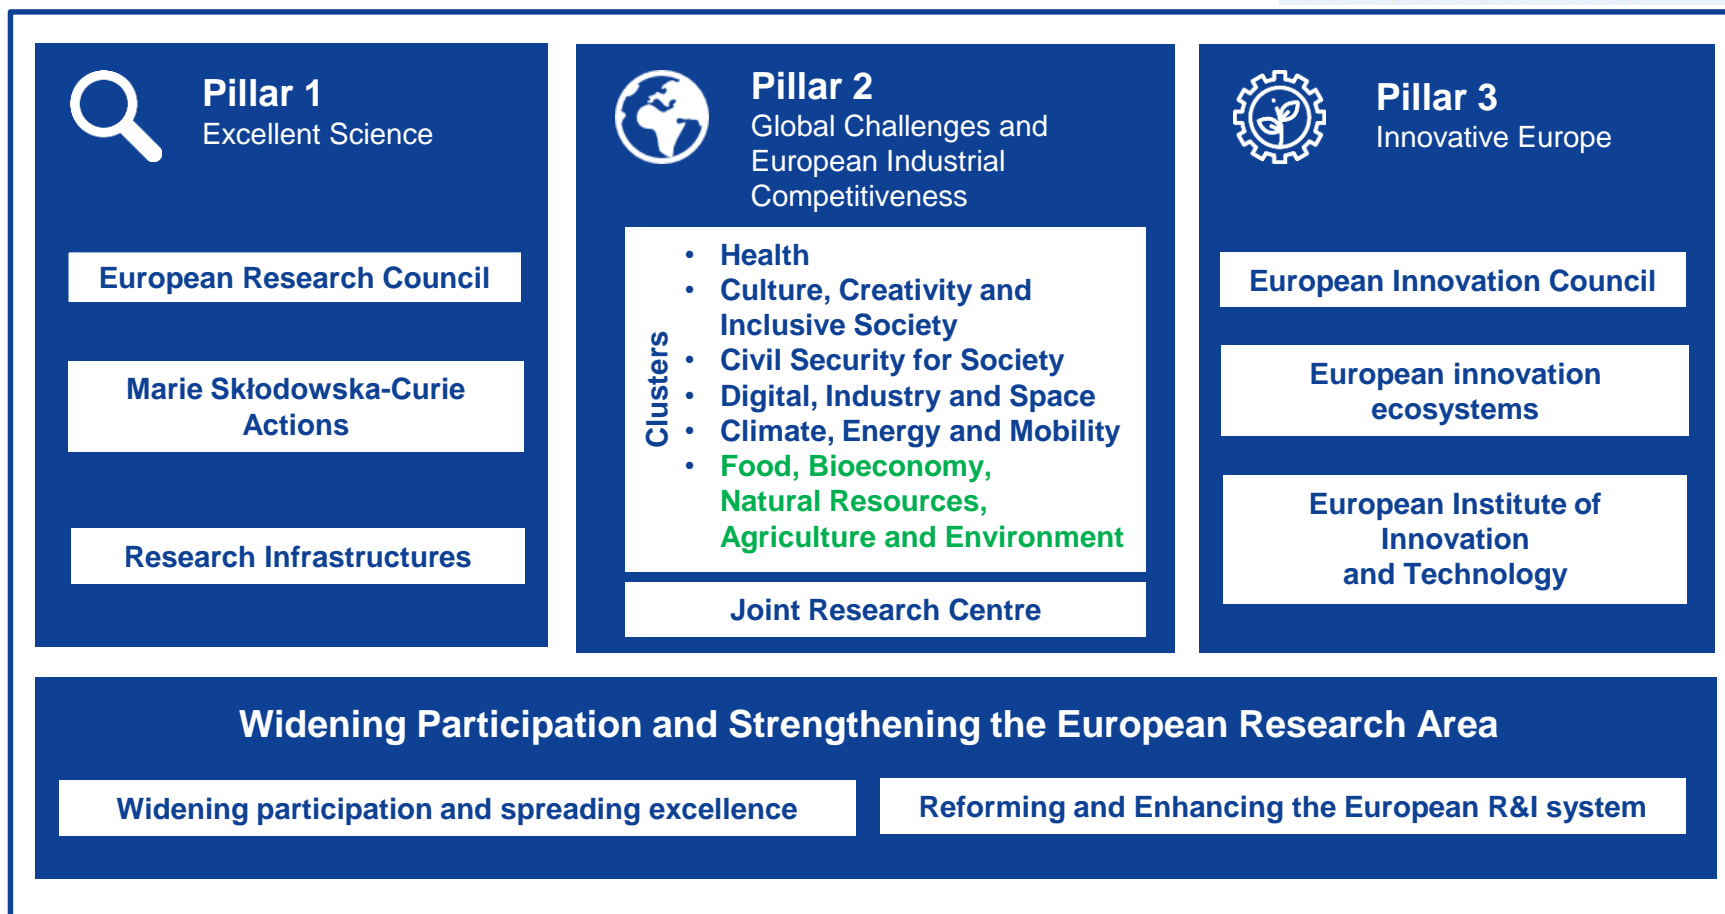 Pillar 1
Excellent Science
European Research Council
Marie Skłodowska-Curie
Actions
Research Infrastructures
Pillar 2
Global Challenges and
European Industrial
Competitiveness
Clusters
• Health
• Culture, Creativity and
Inclusive Society
• Civil Security for Society
• Digital, Industry and Space
• Climate, Energy and Mobility
• Food, Bioeconomy,
Natural Resources,
Agriculture and Environment
Joint Research Centre
Pillar 3
Innovative Europe
European Innovation Council
European innovation
ecosystems
European Institute of
Innovation
and Technology
Widening Participation and Strengthening the European Research Area
Widening participation and spreading excellence
Reforming and Enhancing the European R&I system